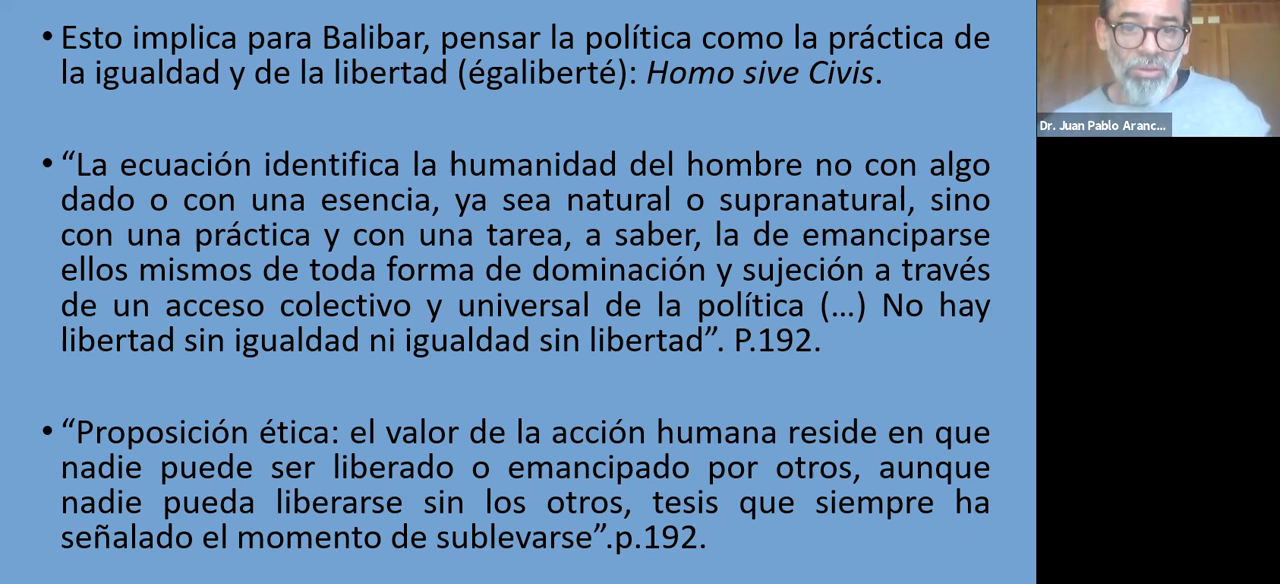 • Esto implica para Balibar, pensar la política como la práctica de
la igualdad y de la libertad (égaliberté): Homo sive Civis.
• “La ecuación identifica la humanidad del hombre no con algo
dado o con una esencia, ya sea natural o supranatural, sino
con una práctica y con una tarea, a saber, la de emanciparse
ellos mismos de toda forma de dominación y sujeción a través
de un acceso colectivo y universal de la política (…) No hay
libertad sin igualdad ni igualdad sin libertad”. P.192.
• “Proposición ética: el valor de la acción humana reside en que
nadie puede ser liberado o emancipado por otros, aunque
nadie pueda liberarse sin los otros, tesis que siempre ha
señalado el momento de sublevarse”.p.192.
Dr. Juan Pablo Aranc...